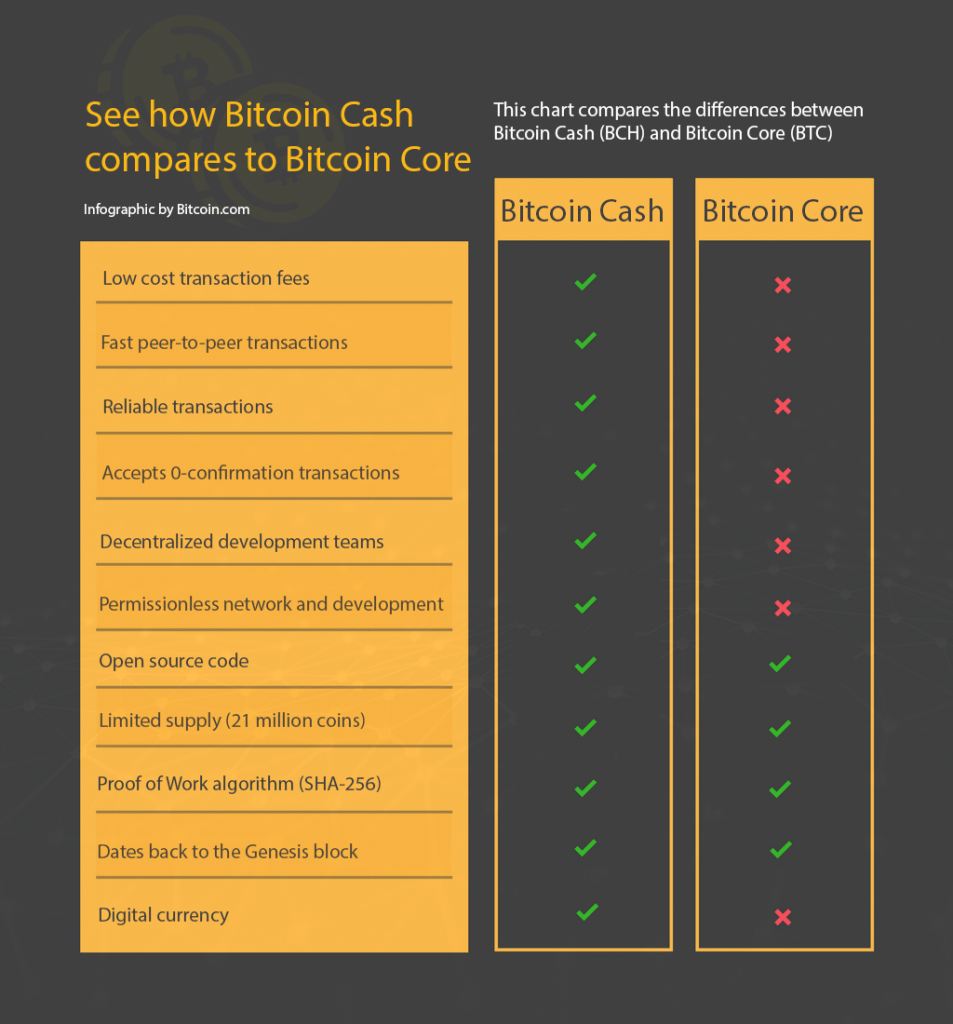 See how Bitcoin Cash
compares to Bitcoin Core
Infographic by Bitcoin.com
This chart compares the differences between
Bitcoin Cash (BCH) and Bitcoin Core (BTC)
Bitcoin Cash
Bitcoin Core
Low cost transaction fees
Fast peer-to-peer transactions
Reliable transactions
Accepts 0-confirmation transactions
Decentralized development teams
Permissionless network and development
Open source code
Limited supply (21 million coins)
Proof of Work algorithm (SHA-256)
Dates back to the Genesis block
Digital currency